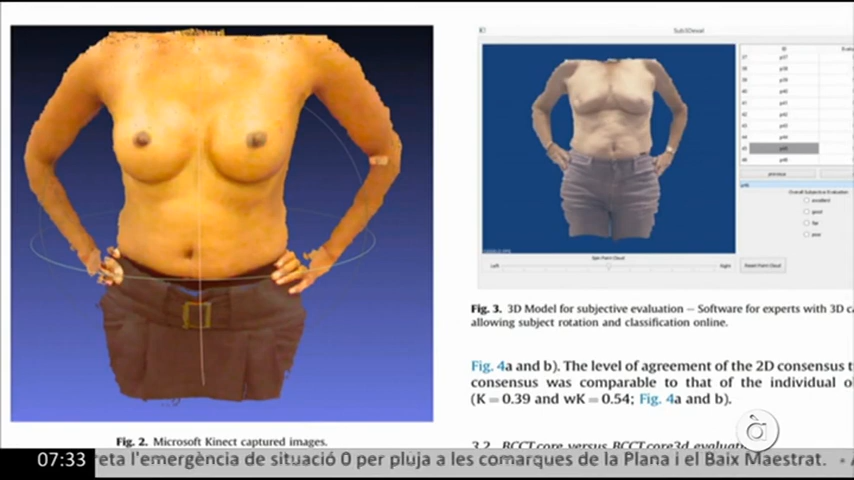 Sub3Deval
ID
previous
Overall Subjective Evaluation
excellent
good
fair
poor
Spin Point Cloud
Left
Right
Reset Point Cloud
Fig. 3. 3D Model for subjective evaluation – Software for experts with 3D
allowing subject rotation and classification online.
Fig. 4a and b). The level of agreement of the 2D consensus
consensus was comparable to that of the individual
(K = 0.39 and wK = 0.54; Fig. 4a and b).
Fig. 2. Microsoft Kinect captured images.
3.2. BCCT.core versus BCCT.core3d
07:33 reta l'emergència de situació 0 per pluja a les comarques de la Plana i el Baix Maestrat.